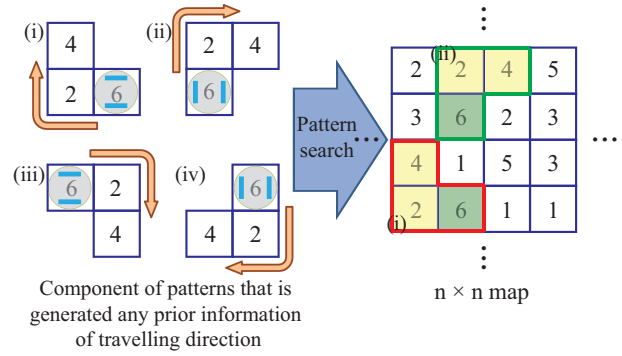 (i)
4
2 6
(ii)
2 4
6
(iii)
6 2
4
(iv)
6
4 2
Component of patterns that is
generated any prior information
of travelling direction
Pattern
search
...
(ii)
2 2 4 5
3 6 2 3
4 1 5 3
2 6 1 1
(i)
...
n × n map